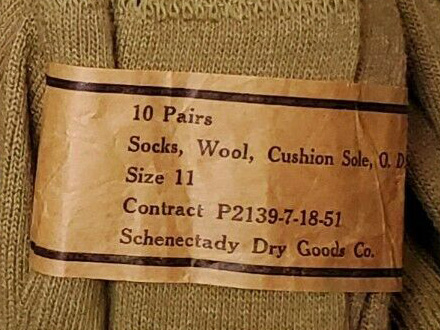 10 Pairs
Socks, Wool, Cushion Sole, O. D
Size 11
Contract P2139-7-18-51
Schenectady Dry Goods Co.